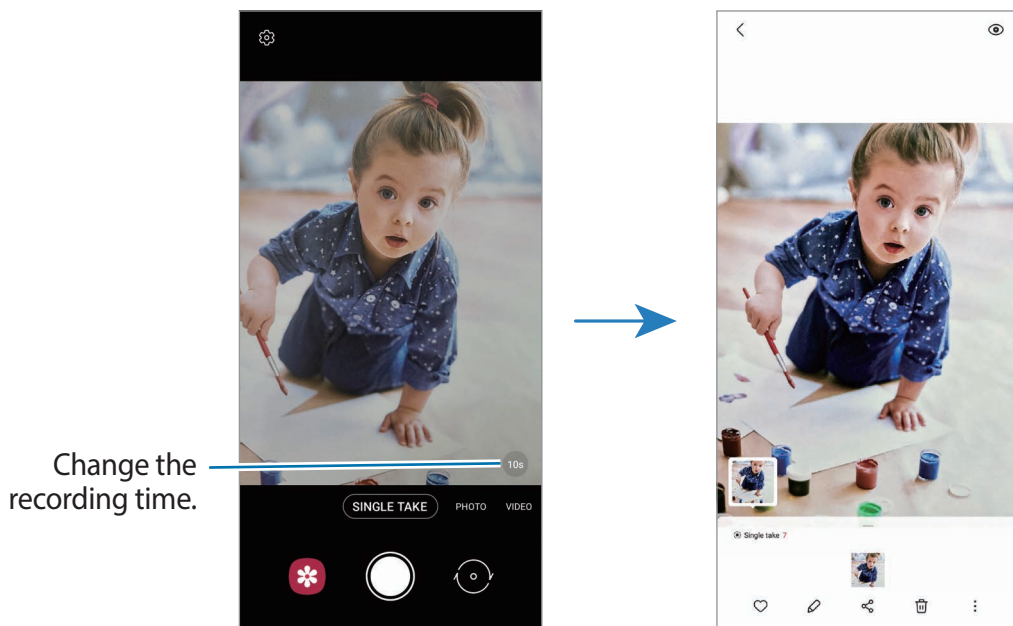 Change the
recording time.
10s
SINGLE TAKE PHOTO VIDEO
Single take 7